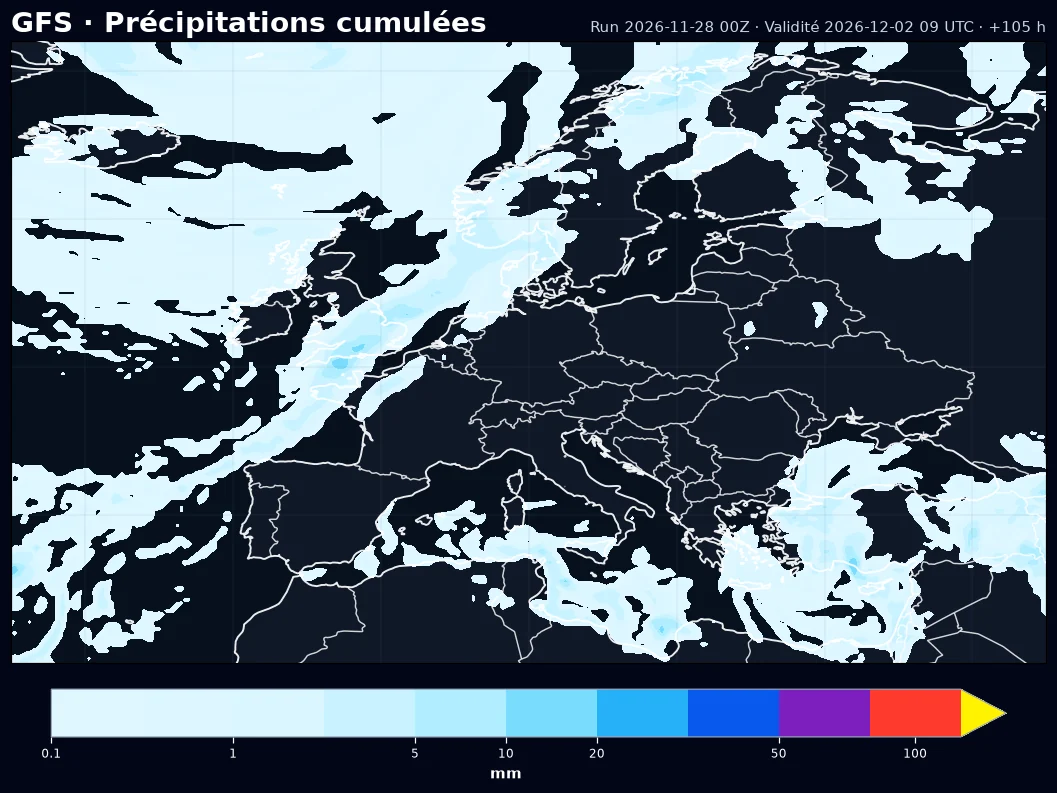 GFS · Précipitations cumulées
Run 2026-11-28 00Z · Validité 2026-12-02 09 UTC · +105 h
0.1 1 5 10 20 50 100
mm